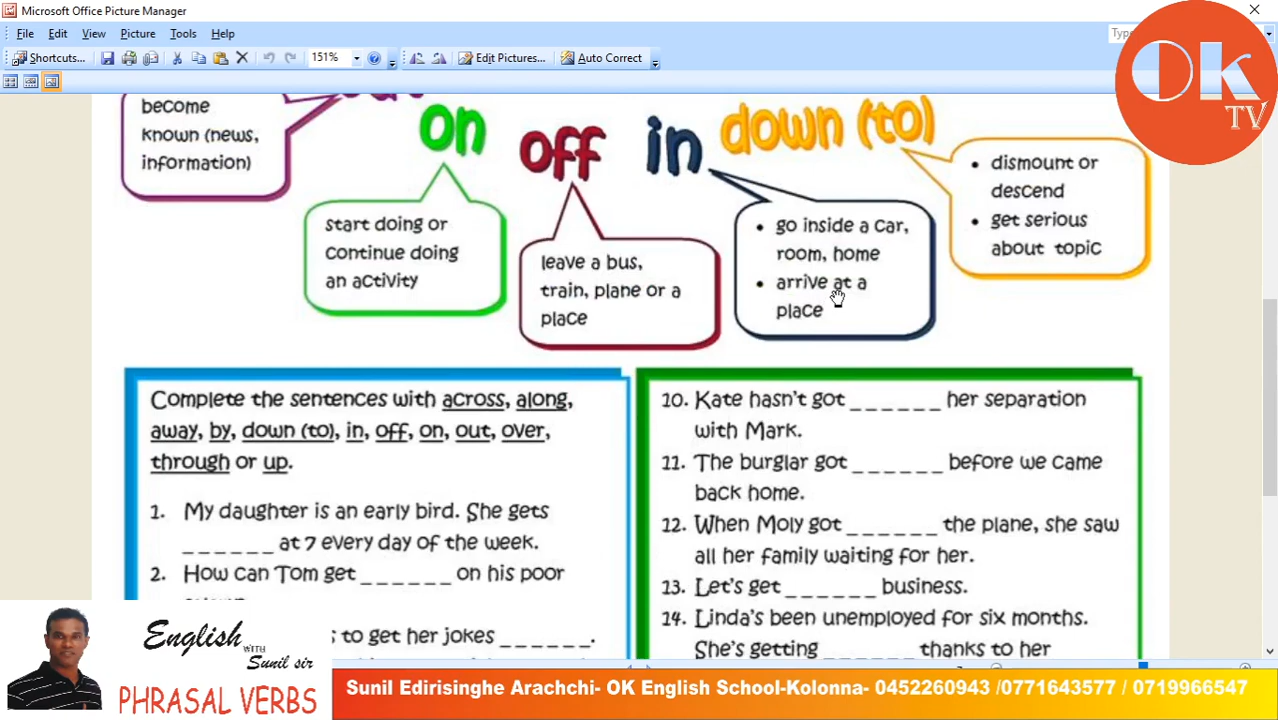 Microsoft Office Picture Manager
File Edit View Picture Tools Help
Shortcuts... 151% Edit Pictures... Auto Correct
OK
TV
become
known (news,
information)
on
off
in
down (to)
start doing or
continue doing
an activity
leave a bus,
train, plane or a
place
• go inside a car,
room, home
• arrive at a
place
• dismount or
descend
• get serious
about topic
Complete the sentences with across, along,
away, by, down (to), in, off, on, out, over,
through or up.
1. My daughter is an early bird. She gets
______ at 7 every day of the week.
2. How can Tom get ______ on his poor
s to get her jokes ______.
10. Kate hasn't got ______ her separation
with Mark.
11. The burglar got ______ before we came
back home.
12. When Moly got ______ the plane, she saw
all her family waiting for her.
13. Let's get ______ business.
14. Linda's been unemployed for six months.
She's getting ______ thanks to her
English
WITH
Sunil sir
PHRASAL VERBS
Sunil Edirisinghe Arachchi- OK English School-Kolonna- 0452260943 /0771643577 / 0719966547